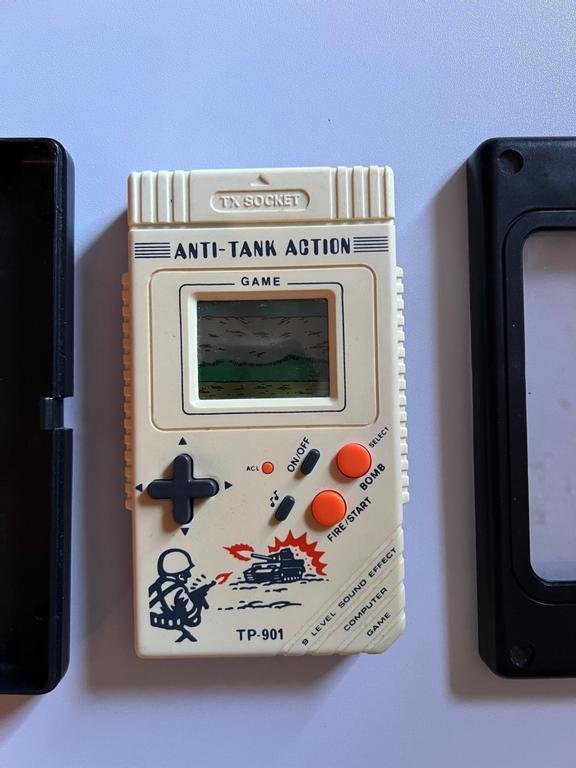 TX SOCKET
ANTI-TANK ACTION
GAME
ACL
ON/OFF
SELECT
BOMB
FIRE/START
9 LEVEL SOUND EFFECT
COMPUTER
GAME
TP-901